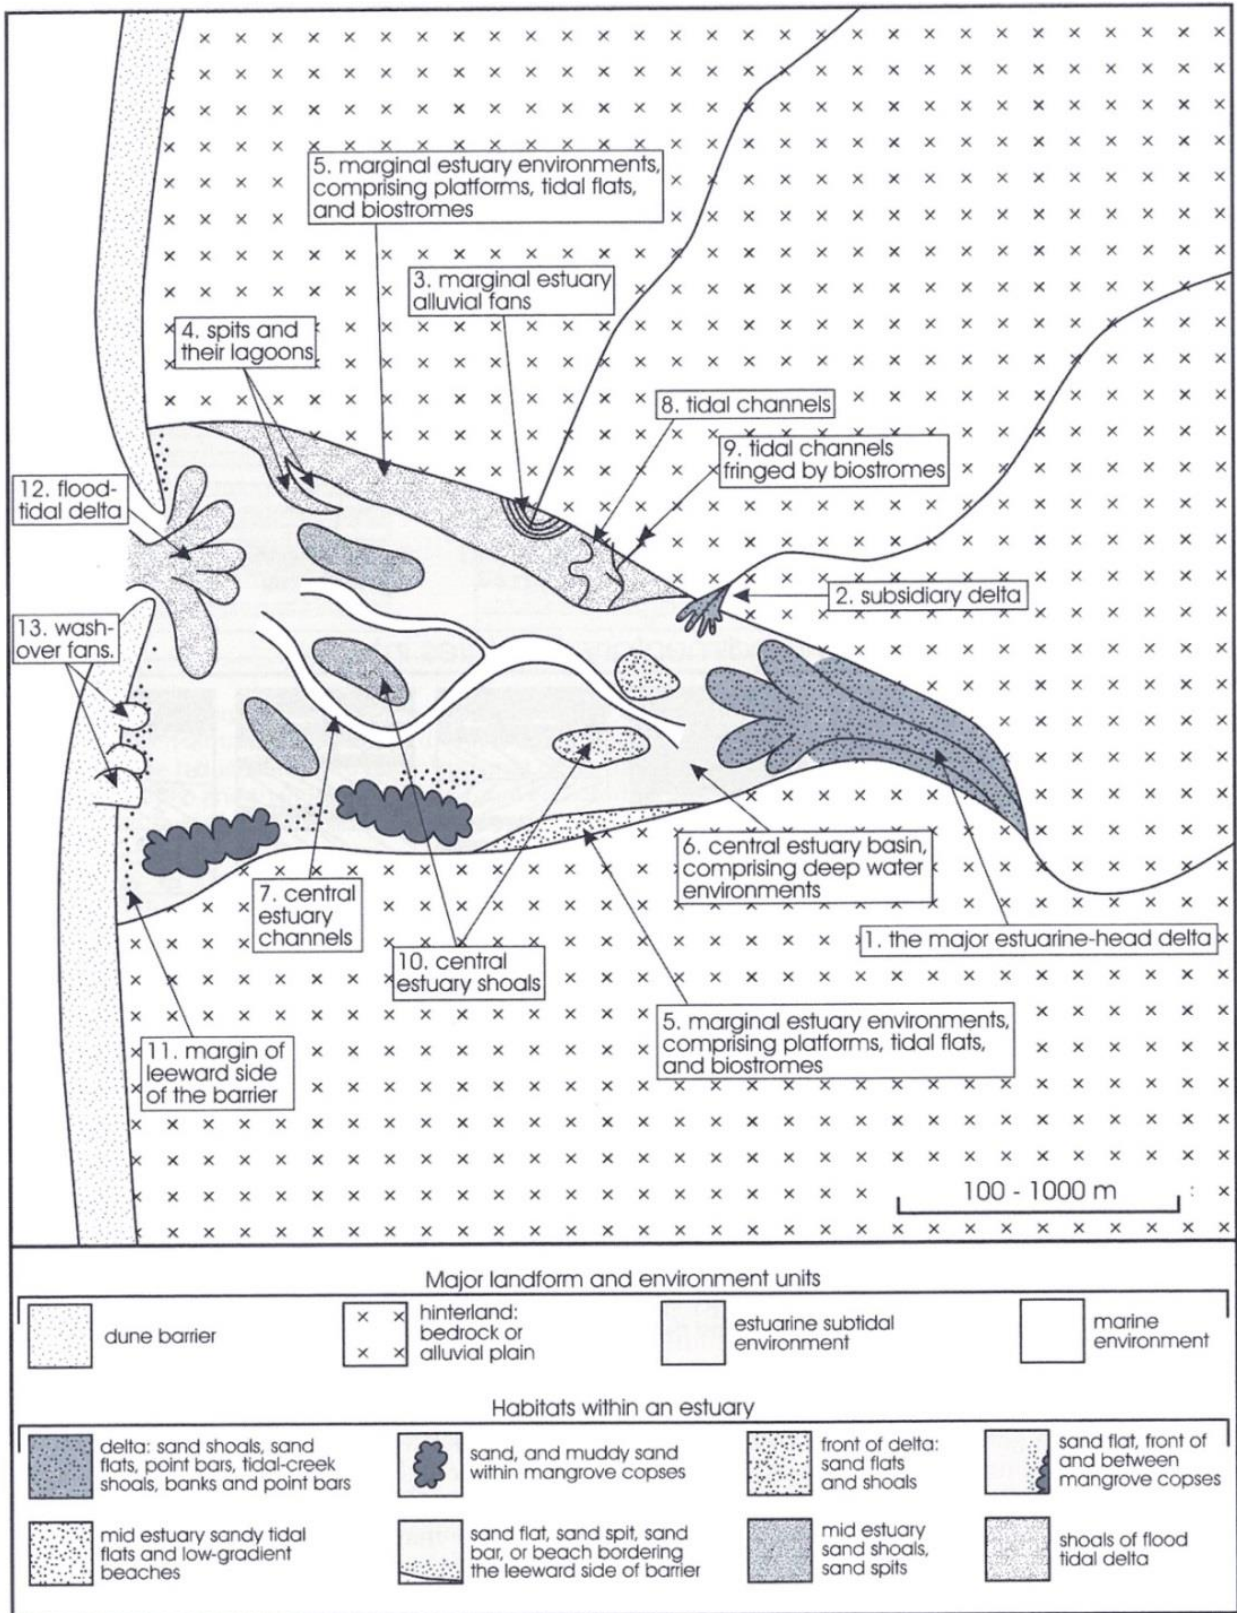 5. marginal estuary environments,
comprising platforms, tidal flats,
and biostromes
3. marginal estuary
alluvial fans
4. spits and
their lagoons
8. tidal channels
9. tidal channels
fringed by biostromes
12. flood-
tidal delta
2. subsidiary delta
13. wash-
over fans.
6. central estuary basin,
comprising deep water
environments
7. central
estuary
channels
1. the major estuarine-head delta
10. central
estuary shoals
5. marginal estuary environments,
comprising platforms, tidal flats,
and biostromes
11. margin of
leeward side
of the barrier
100 - 1000 m
Major landform and environment units
dune barrier
hinterland:
bedrock or
alluvial plain
estuarine subtidal
environment
marine
environment
Habitats within an estuary
delta: sand shoals, sand
flats, point bars, tidal-creek
shoals, banks and point bars
sand, and muddy sand
within mangrove copses
front of delta:
sand flats
and shoals
sand flat, front of
and between
mangrove copses
mid estuary sandy tidal
flats and low-gradient
beaches
sand flat, sand spit, sand
bar, or beach bordering
the leeward side of barrier
mid estuary
sand shoals,
sand spits
shoals of flood
tidal delta